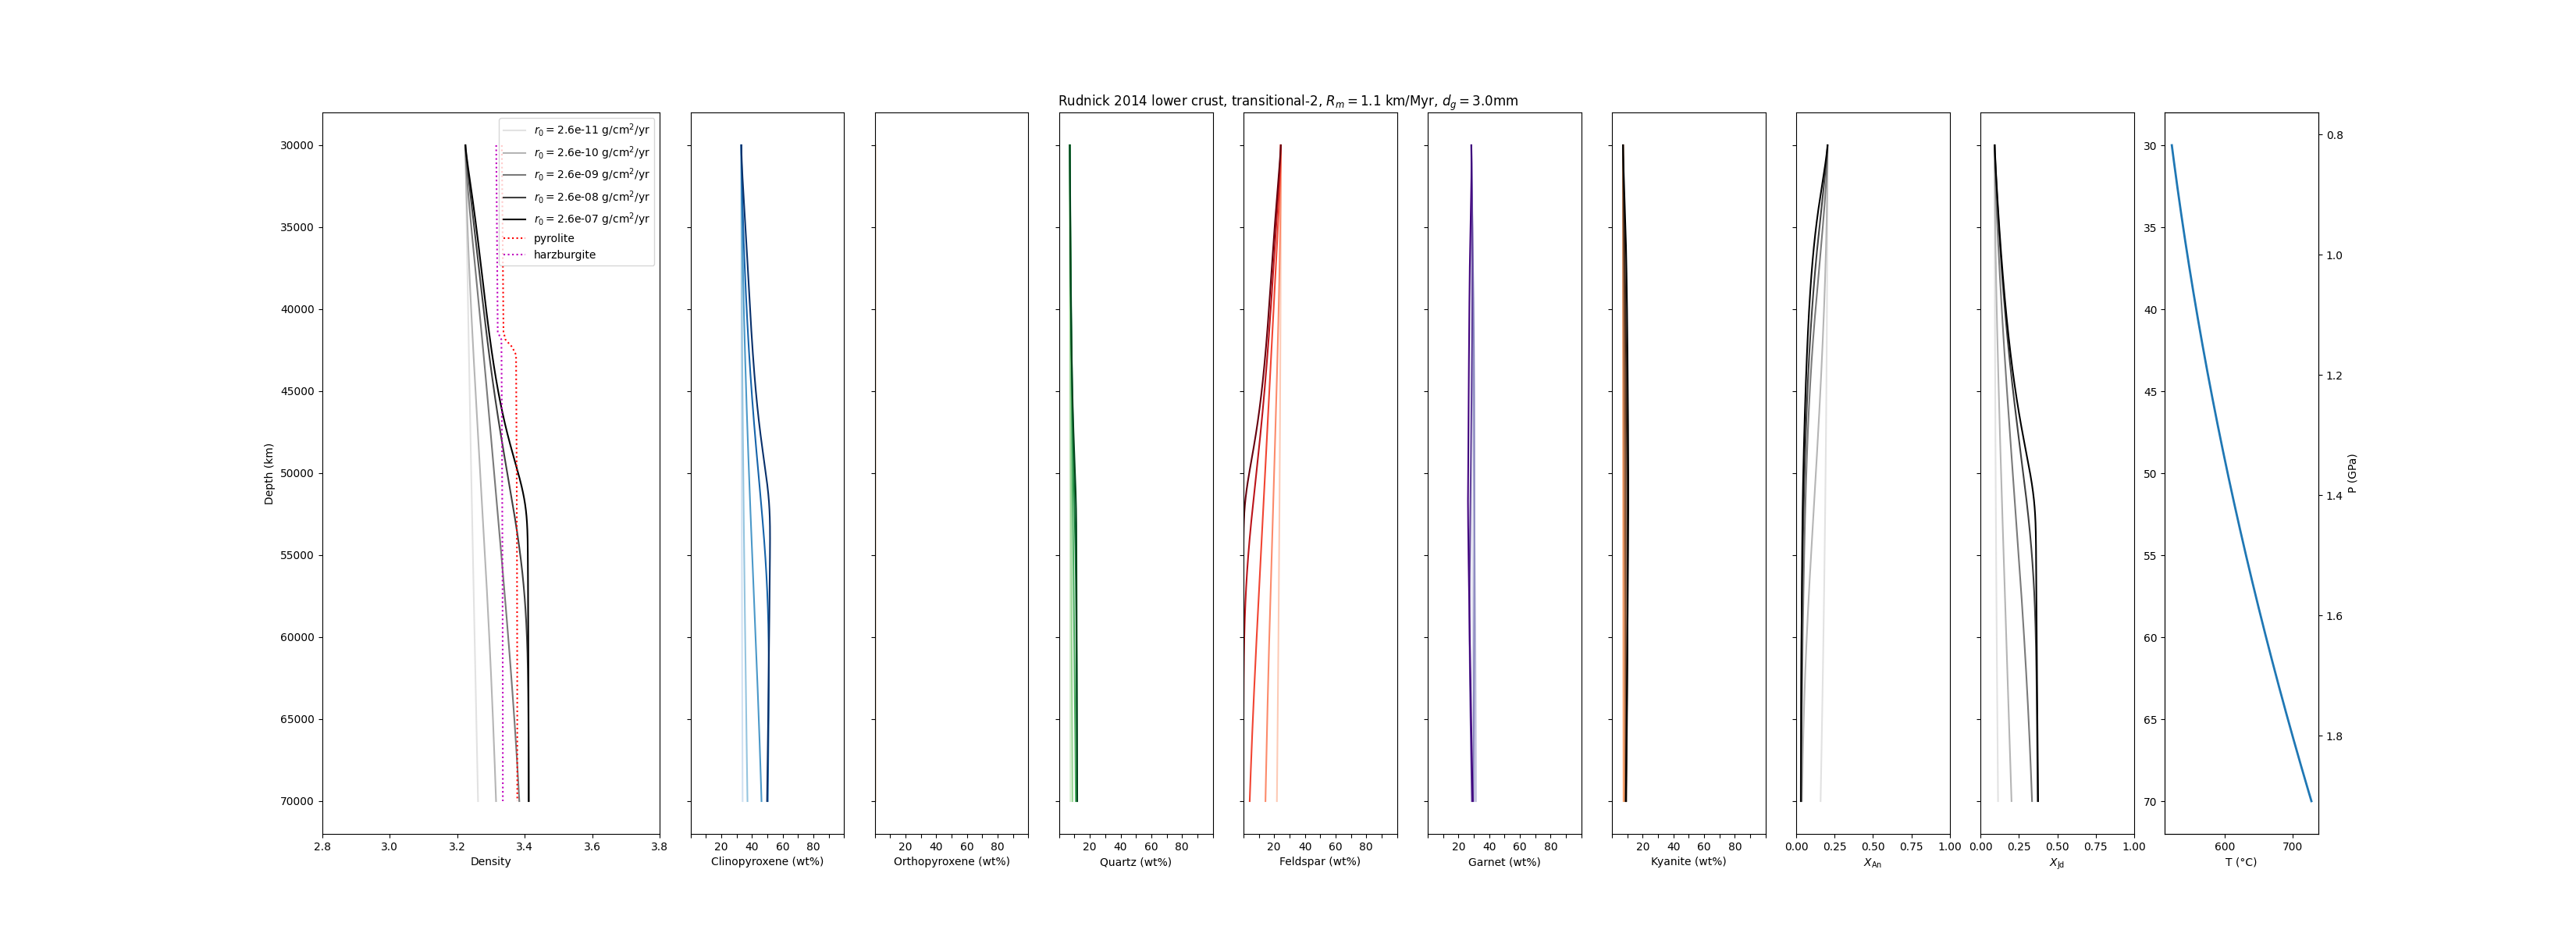 Rudnick 2014 lower crust, transitional-2, $R_m = 1.1$ km/Myr, $d_g = 3.0$mm
r₀ = 2.6e-11 g/cm²/yr
r₀ = 2.6e-10 g/cm²/yr
r₀ = 2.6e-09 g/cm²/yr
r₀ = 2.6e-08 g/cm²/yr
r₀ = 2.6e-07 g/cm²/yr
pyrolite
harzburgite
Depth (km)
30000
35000
40000
45000
50000
55000
60000
65000
70000
2.8 3.0 3.2 3.4 3.6 3.8
Density
20 40 60 80
Clinopyroxene (wt%)
20 40 60 80
Orthopyroxene (wt%)
20 40 60 80
Quartz (wt%)
20 40 60 80
Feldspar (wt%)
20 40 60 80
Garnet (wt%)
20 40 60 80
Kyanite (wt%)
0.00 0.25 0.50 0.75 1.00
X_An
0.00 0.25 0.50 0.75 1.00
X_Jd
30
35
40
45
50
55
60
65
70
600 700
T (°C)
0.8
1.0
1.2
1.4
1.6
1.8
P (GPa)